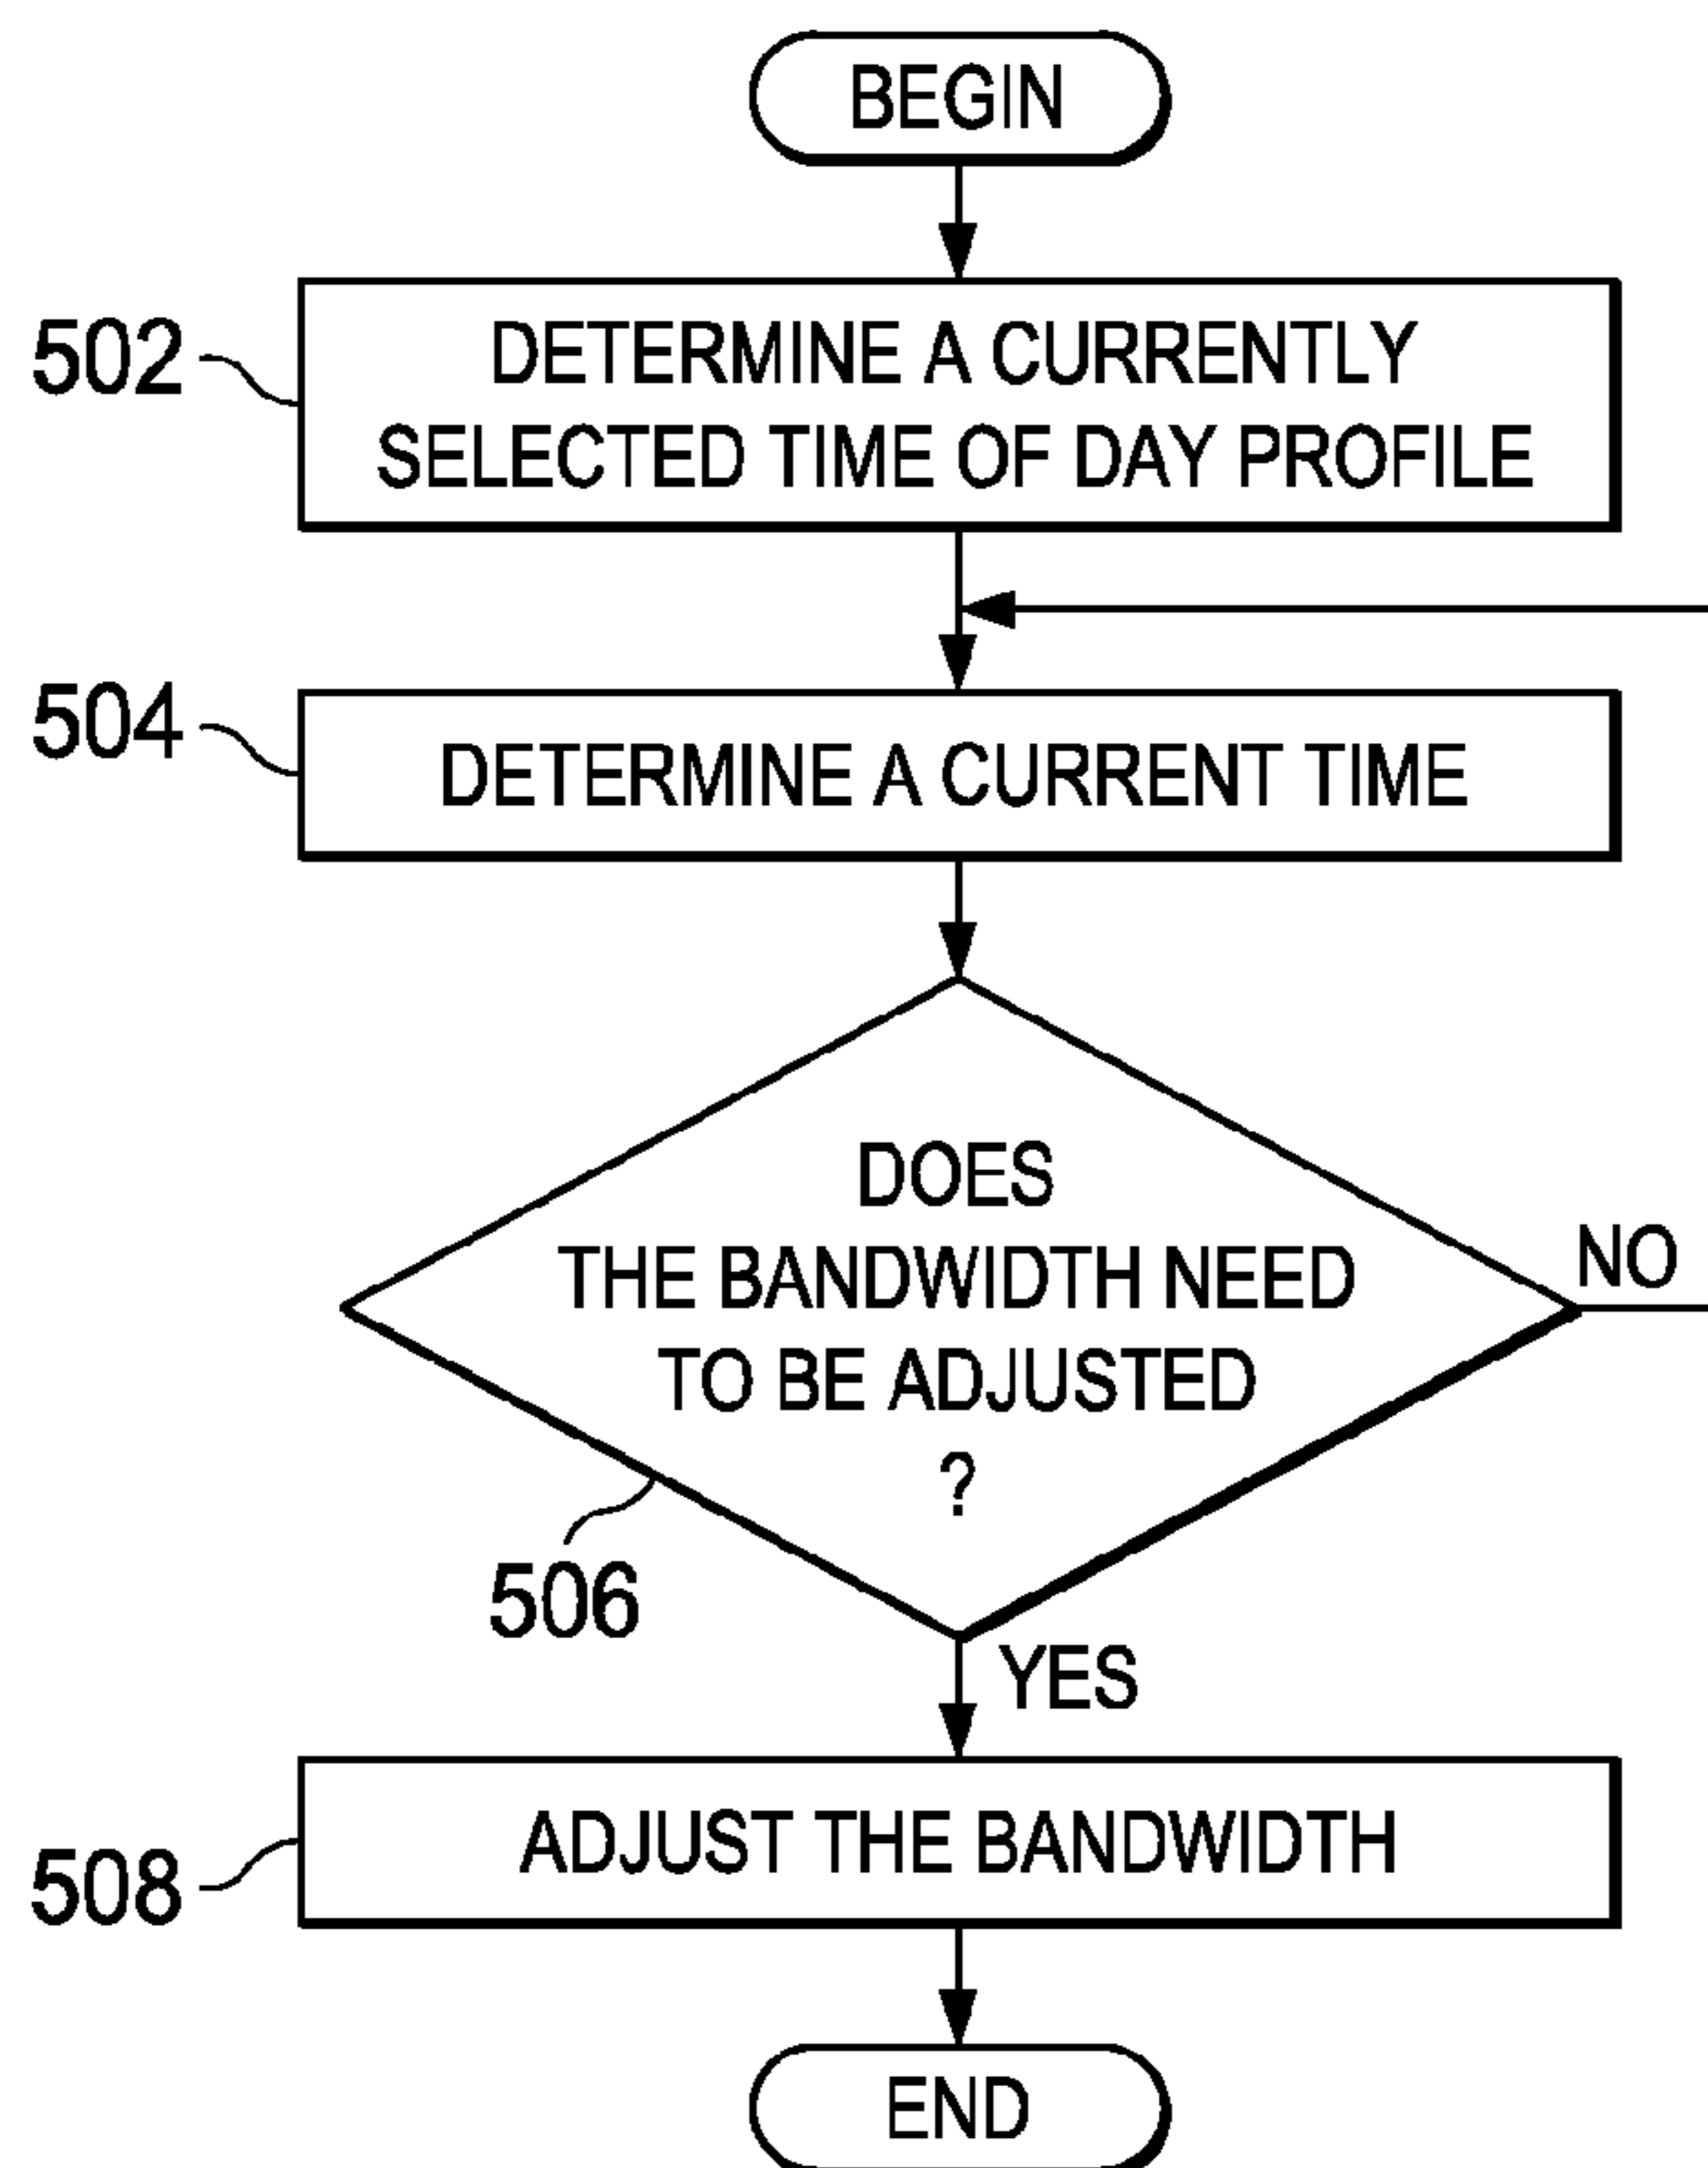 BEGIN
502
DETERMINE A CURRENTLY
SELECTED TIME OF DAY PROFILE
504
DETERMINE A CURRENT TIME
DOES
THE BANDWIDTH NEED
TO BE ADJUSTED
?
NO
506
YES
508
ADJUST THE BANDWIDTH
END